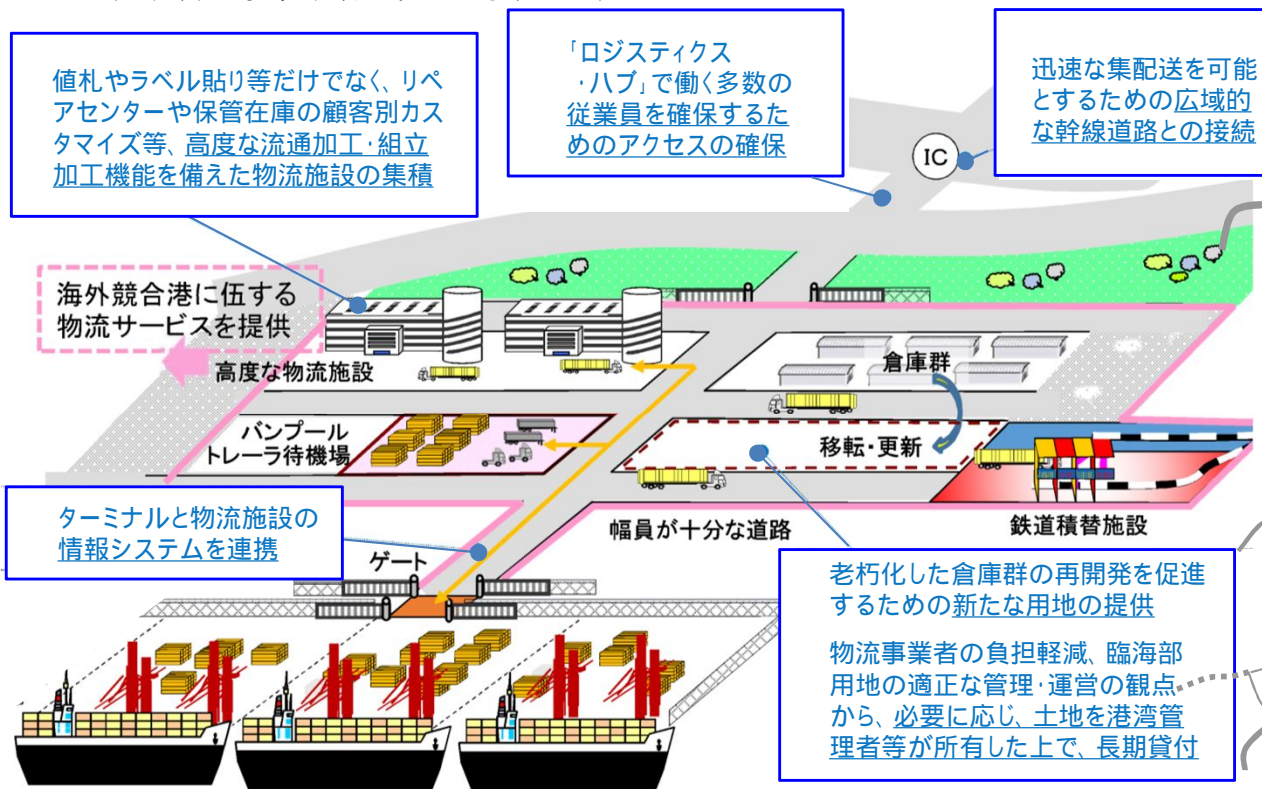 値札やラベル貼り等だけでなく、リペ
アセンターや保管在庫の顧客別カス
タマイズ等、高度な流通加工・組立
加工機能を備えた物流施設の集積
「ロジスティクス
・ハブ」で働く多数の
従業員を確保するた
めのアクセスの確保
迅速な集配送を可能
とするための広域的
な幹線道路との接続
IC
海外競合港に伍する
物流サービスを提供
高度な物流施設
倉庫群
バンプール
トレーラ待機場
移転・更新
鉄道積替施設
幅員が十分な道路
ターミナルと物流施設の
情報システムを連携
ゲート
老朽化した倉庫群の再開発を促進
するための新たな用地の提供
物流事業者の負担軽減、臨海部
用地の適正な管理・運営の観点
から、必要に応じ、土地を港湾管
理者等が所有した上で、長期貸付